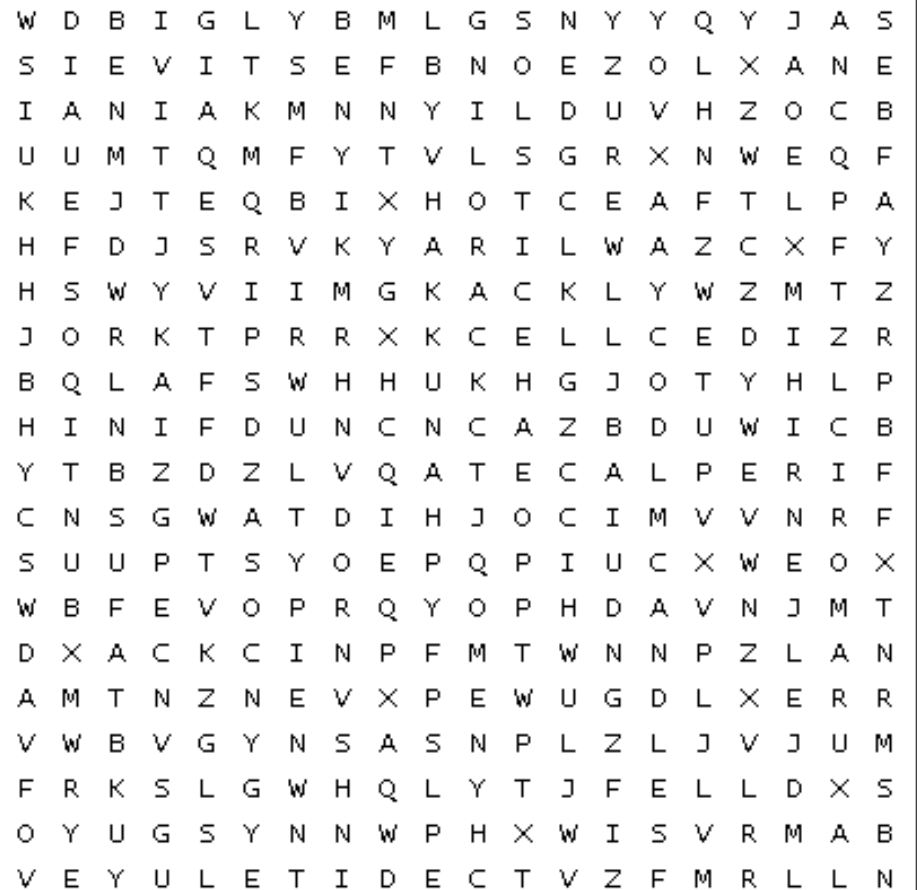 W D B I G L Y B M L G S N Y Y Q Y J A S
S I E V I T S E F B N O E Z O L X A N E
I A N I A K M N N Y I L D U V H Z O C B
U U M T Q M F Y T V L S G R X N W E Q F
K E J T E Q B I X H O T C E A F T L P A
H F D J S R V K Y A R I L W A Z C X F Y
H S W Y V I I M G K A C K L Y W Z M T Z
J O R K T P R R X K C E L L C E D I Z R
B Q L A F S W H H U K H G J O T Y H L P
H I N I F D U N C N C A Z B D U W I C B
Y T B Z D Z L V Q A T E C A L P E R I F
C N S G W A T D I H J O C I M V V N R F
S U U P T S Y O E P Q P I U C X W E O X
W B F E V O P R Q Y O P H D A V N J M T
D X A C K C I N P F M T W N N P Z L A N
A M T N Z N E V X P E W U G D L X E R R
V W B V G Y N S A S N P L Z L J V J U M
F R K S L G W H Q L Y T J F E L L D X S
O Y U G S Y N N W P H X W I S V R M A B
V E Y U L E T I D E C T V Z F M R L L N